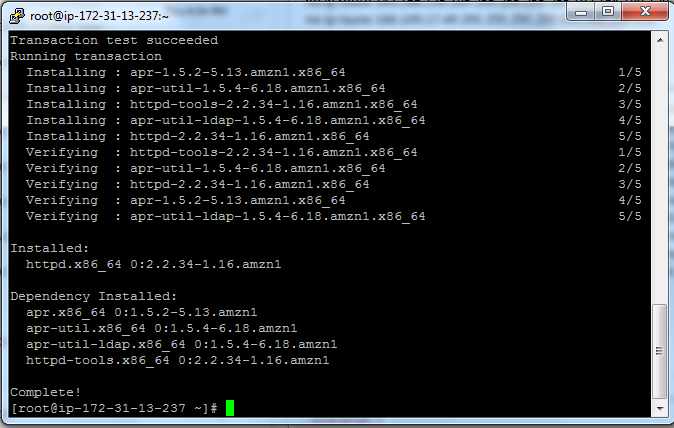 root@ip-172-31-13-237:~
Transaction test succeeded
Running transaction
  Installing : apr-1.5.2-5.13.amzn1.x86_64 1/5
  Installing : apr-util-1.5.4-6.18.amzn1.x86_64 2/5
  Installing : httpd-tools-2.2.34-1.16.amzn1.x86_64 3/5
  Installing : apr-util-ldap-1.5.4-6.18.amzn1.x86_64 4/5
  Installing : httpd-2.2.34-1.16.amzn1.x86_64 5/5
  Verifying  : httpd-tools-2.2.34-1.16.amzn1.x86_64 1/5
  Verifying  : apr-util-1.5.4-6.18.amzn1.x86_64 2/5
  Verifying  : httpd-2.2.34-1.16.amzn1.x86_64 3/5
  Verifying  : apr-1.5.2-5.13.amzn1.x86_64 4/5
  Verifying  : apr-util-ldap-1.5.4-6.18.amzn1.x86_64 5/5
Installed:
  httpd.x86_64 0:2.2.34-1.16.amzn1
Dependency Installed:
  apr.x86_64 0:1.5.2-5.13.amzn1
  apr-util.x86_64 0:1.5.4-6.18.amzn1
  apr-util-ldap.x86_64 0:1.5.4-6.18.amzn1
  httpd-tools.x86_64 0:2.2.34-1.16.amzn1
Complete!
[root@ip-172-31-13-237 ~]#